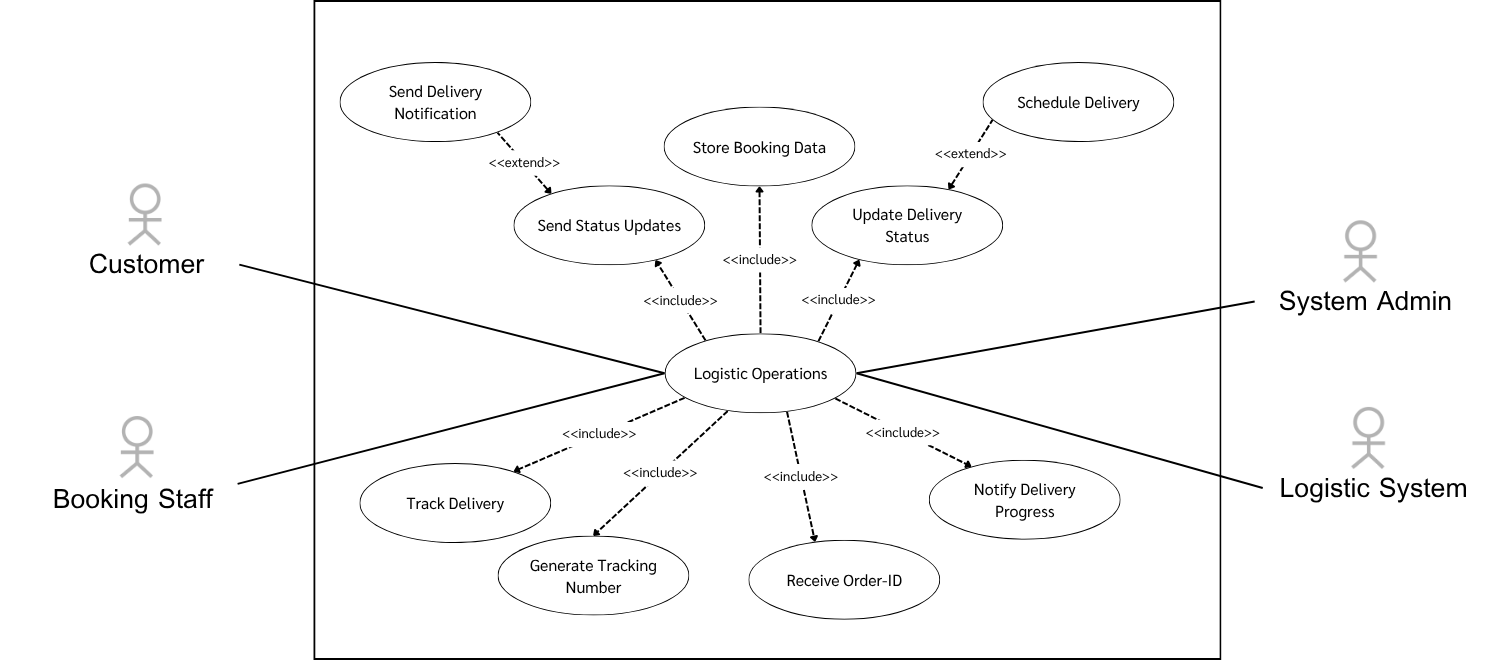 Send Delivery
Notification
Schedule Delivery
Store Booking Data
<<extend>>
<<extend>>
Send Status Updates
Update Delivery
Status
Customer
<<include>>
System Admin
<<include>>
<<include>>
Logistic Operations
<<include>>
<<include>>
<<include>>
<<include>>
Booking Staff
Logistic System
Track Delivery
Notify Delivery
Progress
Generate Tracking
Number
Receive Order-ID